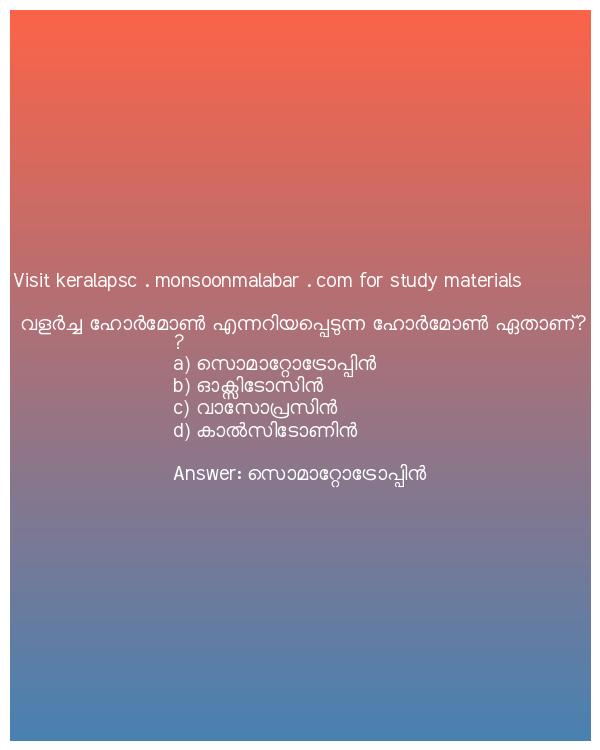 Visit keralapsc . monsoonmalabar . com for study materials
വളർച്ച ഹോർമോൺ എന്നറിയപ്പെടുന്ന ഹോർമോൺ ഏതാണ്?
?
a) സൊമാറ്റോട്രോപ്പിൻ
b) ഓക്സിടോസിൻ
c) വാസോപ്രസിൻ
d) കാൽസിടോണിൻ
Answer: സൊമാറ്റോട്രോപ്പിൻ